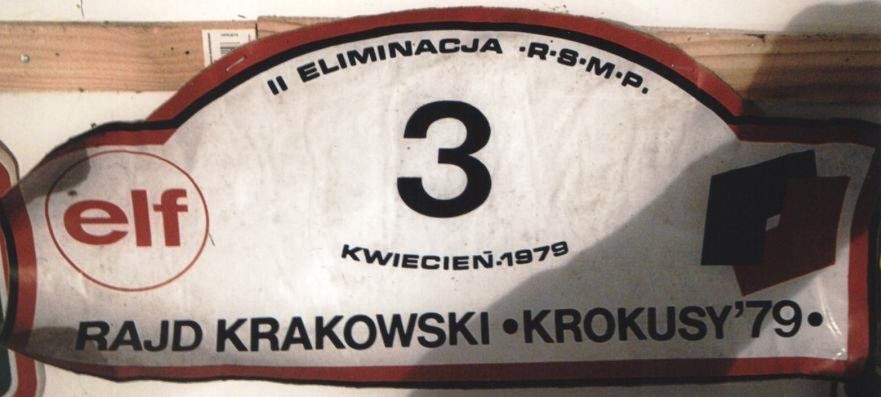 II ELIMINACJA ·R·S·M·P.
3
elf
KWIECIEŃ·1979
RAJD KRAKOWSKI •KROKUSY'79•